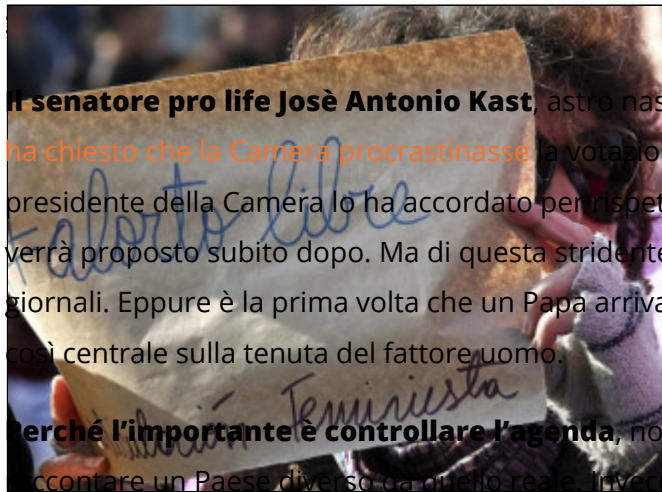 Il senatore pro life Josè Antonio Kast, astro nas
ha chiesto che la Camera procrastinasse la votazio
presidente della Camera lo ha accordato per rispet
aborto libre
verrà proposto subito dopo. Ma di questa stridente
giornali. Eppure è la prima volta che un Papa arriva
così centrale sulla tenuta del fattore uomo.
Feminista
Perché l’importante è controllare l’agenda, no
raccontare un Paese diverso da quello reale. Invec